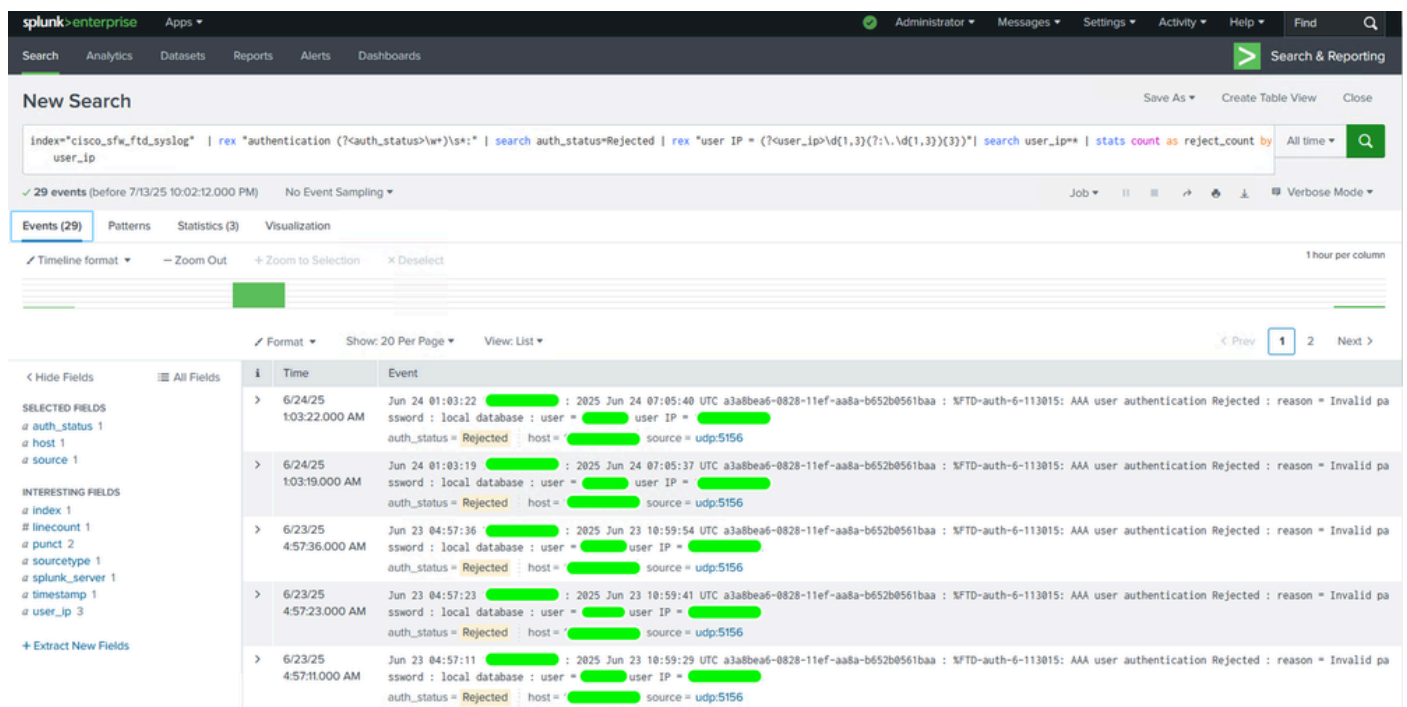 splunk>enterprise Apps Administrator Messages Settings Activity Help Find
Search Analytics Datasets Reports Alerts Dashboards Search & Reporting
New Search Save As Create Table View Close
index="cisco_sfw_ftd_syslog" | rex "authentication (?<auth_status>\w+)\s*:" | search auth_status=Rejected | rex "user IP = (?<user_ip>\d{1,3}(?:\.\d{1,3}){3})"| search user_ip=* | stats count as reject_count by All time
user_ip
29 events (before 7/13/25 10:02:12.000 PM) No Event Sampling Job Verbose Mode
Events (29) Patterns Statistics (3) Visualization
Timeline format — Zoom Out + Zoom to Selection × Deselect 1 hour per column
Format Show: 20 Per Page View: List < Prev 1 2 Next >
< Hide Fields All Fields i Time Event
SELECTED FIELDS
a auth_status 1
a host 1
a source 1
INTERESTING FIELDS
a index 1
# linecount 1
a punct 2
a sourcetype 1
a splunk_server 1
a timestamp 1
a user_ip 3
+ Extract New Fields
> 6/24/25 Jun 24 01:03:22 : 2025 Jun 24 07:05:40 UTC a3a8bea6-0828-11ef-aa8a-b652b0561baa : %FTD-auth-6-113015: AAA user authentication Rejected : reason = Invalid pa
1:03:22.000 AM ssword : local database : user = user IP =
auth_status = Rejected host = source = udp:5156
> 6/24/25 Jun 24 01:03:19 : 2025 Jun 24 07:05:37 UTC a3a8bea6-0828-11ef-aa8a-b652b0561baa : %FTD-auth-6-113015: AAA user authentication Rejected : reason = Invalid pa
1:03:19.000 AM ssword : local database : user = user IP =
auth_status = Rejected host = source = udp:5156
> 6/23/25 Jun 23 04:57:36 : 2025 Jun 23 10:59:54 UTC a3a8bea6-0828-11ef-aa8a-b652b0561baa : %FTD-auth-6-113015: AAA user authentication Rejected : reason = Invalid pa
4:57:36.000 AM ssword : local database : user = user IP =
auth_status = Rejected host = source = udp:5156
> 6/23/25 Jun 23 04:57:23 : 2025 Jun 23 10:59:41 UTC a3a8bea6-0828-11ef-aa8a-b652b0561baa : %FTD-auth-6-113015: AAA user authentication Rejected : reason = Invalid pa
4:57:23.000 AM ssword : local database : user = user IP =
auth_status = Rejected host = source = udp:5156
> 6/23/25 Jun 23 04:57:11 : 2025 Jun 23 10:59:29 UTC a3a8bea6-0828-11ef-aa8a-b652b0561baa : %FTD-auth-6-113015: AAA user authentication Rejected : reason = Invalid pa
4:57:11.000 AM ssword : local database : user = user IP =
auth_status = Rejected host = source = udp:5156